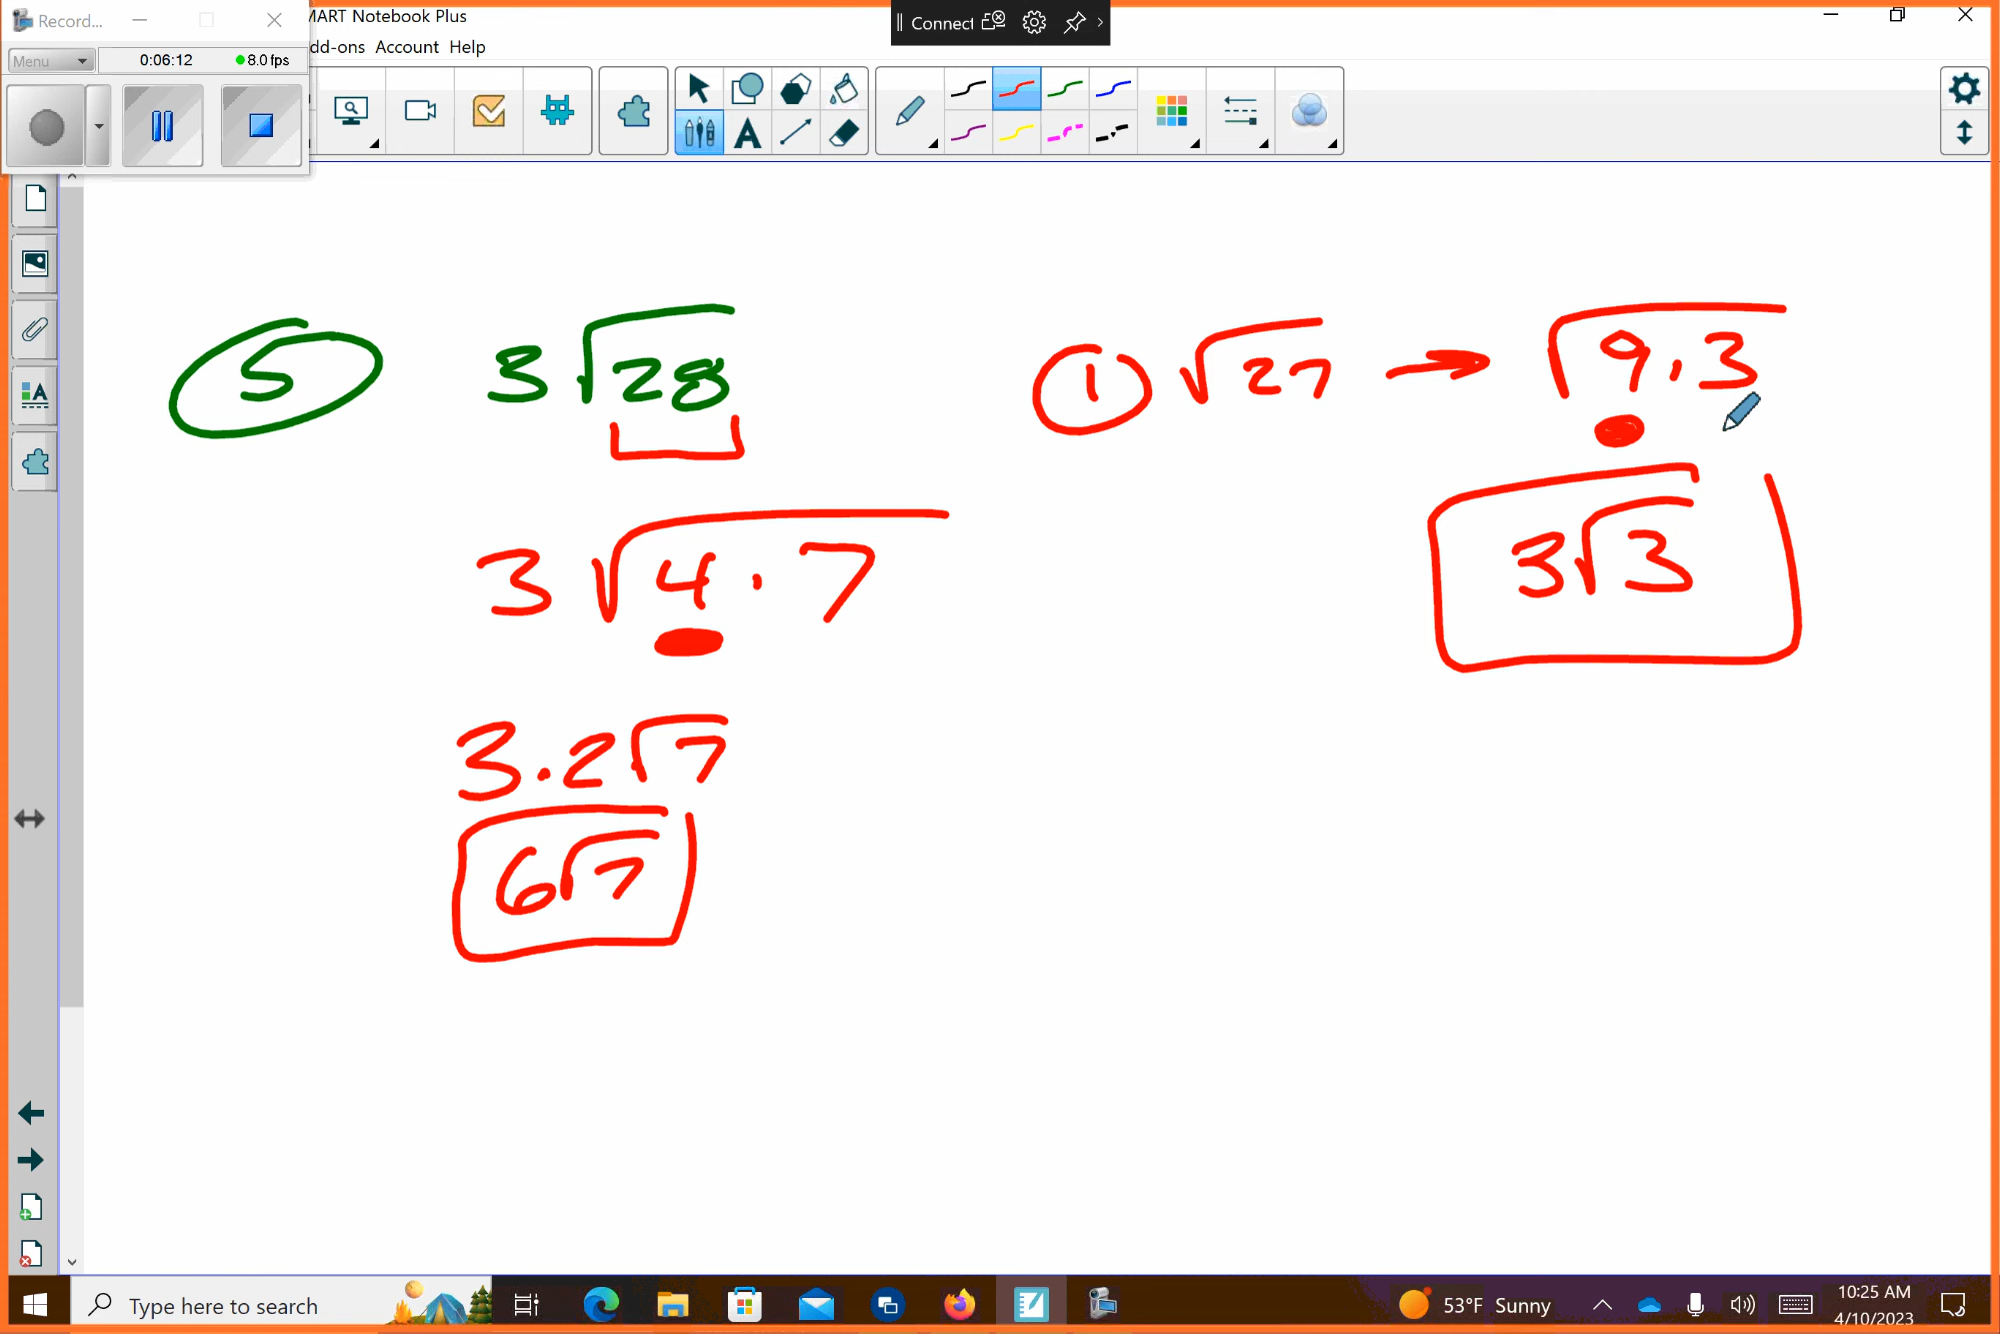 Record...
MART Notebook Plus
Connect
dd-ons Account Help
Menu
0:06:12
8.0 fps
A
5
3√28
3√4·7
3·2√7
6√7
1 √27 → √9·3
3√3
Type here to search
53°F Sunny
10:25 AM
4/10/2023